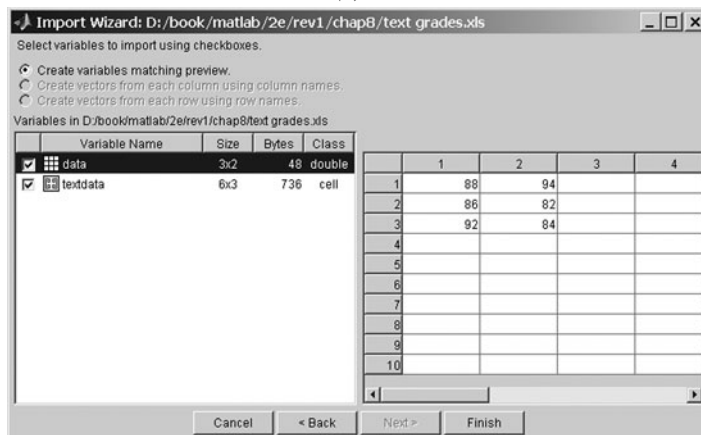 Import Wizard: D:/book/matlab/2e/rev1/chap8/text grades.xls
Select variables to import using checkboxes.
Create variables matching preview.
Create vectors from each column using column names.
Create vectors from each row using row names.
Variables in D:/book/matlab/2e/rev1/chap8/text grades.xls
Variable Name Size Bytes Class
data 3x2 48 double
textdata 6x3 736 cell
1 2 3 4
1 88 94
2 86 82
3 92 84
4
5
6
7
8
9
10
Cancel < Back Next > Finish